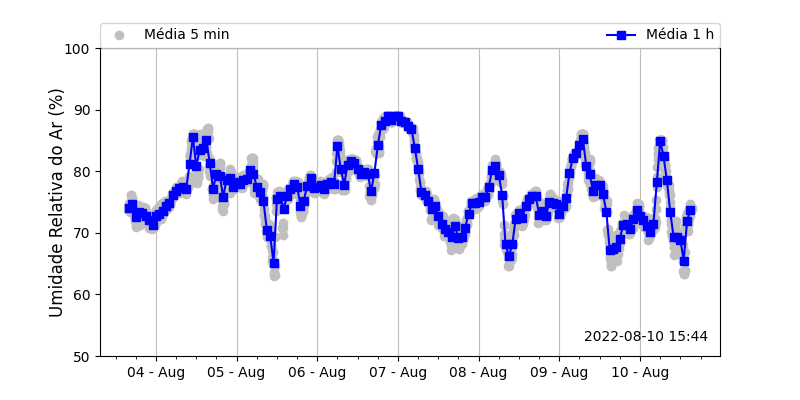 Média 5 min
Média 1 h
100
90
80
70
60
50
Umidade Relativa do Ar (%)
2022-08-10 15:44
04 - Aug
05 - Aug
06 - Aug
07 - Aug
08 - Aug
09 - Aug
10 - Aug